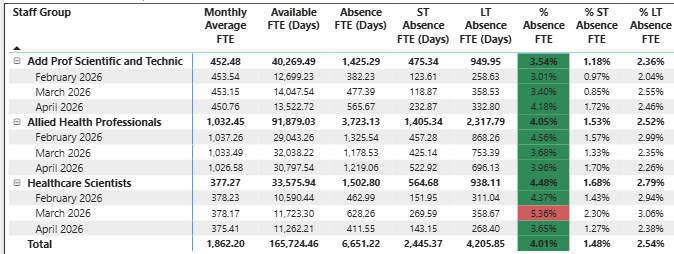 Staff Group Monthly Average FTE Available FTE (Days) Absence FTE (Days) ST Absence FTE (Days) LT Absence FTE (Days) % Absence FTE % ST Absence FTE % LT Absence FTE
Add Prof Scientific and Technic 452.48 40,269.49 1,425.29 475.34 949.95 3.54% 1.18% 2.36%
February 2026 453.54 12,699.23 382.23 123.61 258.63 3.01% 0.97% 2.04%
March 2026 453.15 14,047.54 477.39 118.87 358.53 3.40% 0.85% 2.55%
April 2026 450.76 13,522.72 565.67 232.87 332.80 4.18% 1.72% 2.46%
Allied Health Professionals 1,032.45 91,879.03 3,723.13 1,405.34 2,317.79 4.05% 1.53% 2.52%
February 2026 1,037.26 29,043.26 1,325.54 457.28 868.26 4.56% 1.57% 2.99%
March 2026 1,033.49 32,038.22 1,178.53 425.14 753.39 3.68% 1.33% 2.35%
April 2026 1,026.58 30,797.54 1,219.06 522.92 696.13 3.96% 1.70% 2.26%
Healthcare Scientists 377.27 33,575.94 1,502.80 564.68 938.11 4.48% 1.68% 2.79%
February 2026 378.23 10,590.44 462.99 151.95 311.04 4.37% 1.43% 2.94%
March 2026 378.17 11,723.30 628.26 269.59 358.67 5.36% 2.30% 3.06%
April 2026 375.41 11,262.21 411.55 143.15 268.40 3.65% 1.27% 2.38%
Total 1,862.20 165,724.46 6,651.22 2,445.37 4,205.85 4.01% 1.48% 2.54%